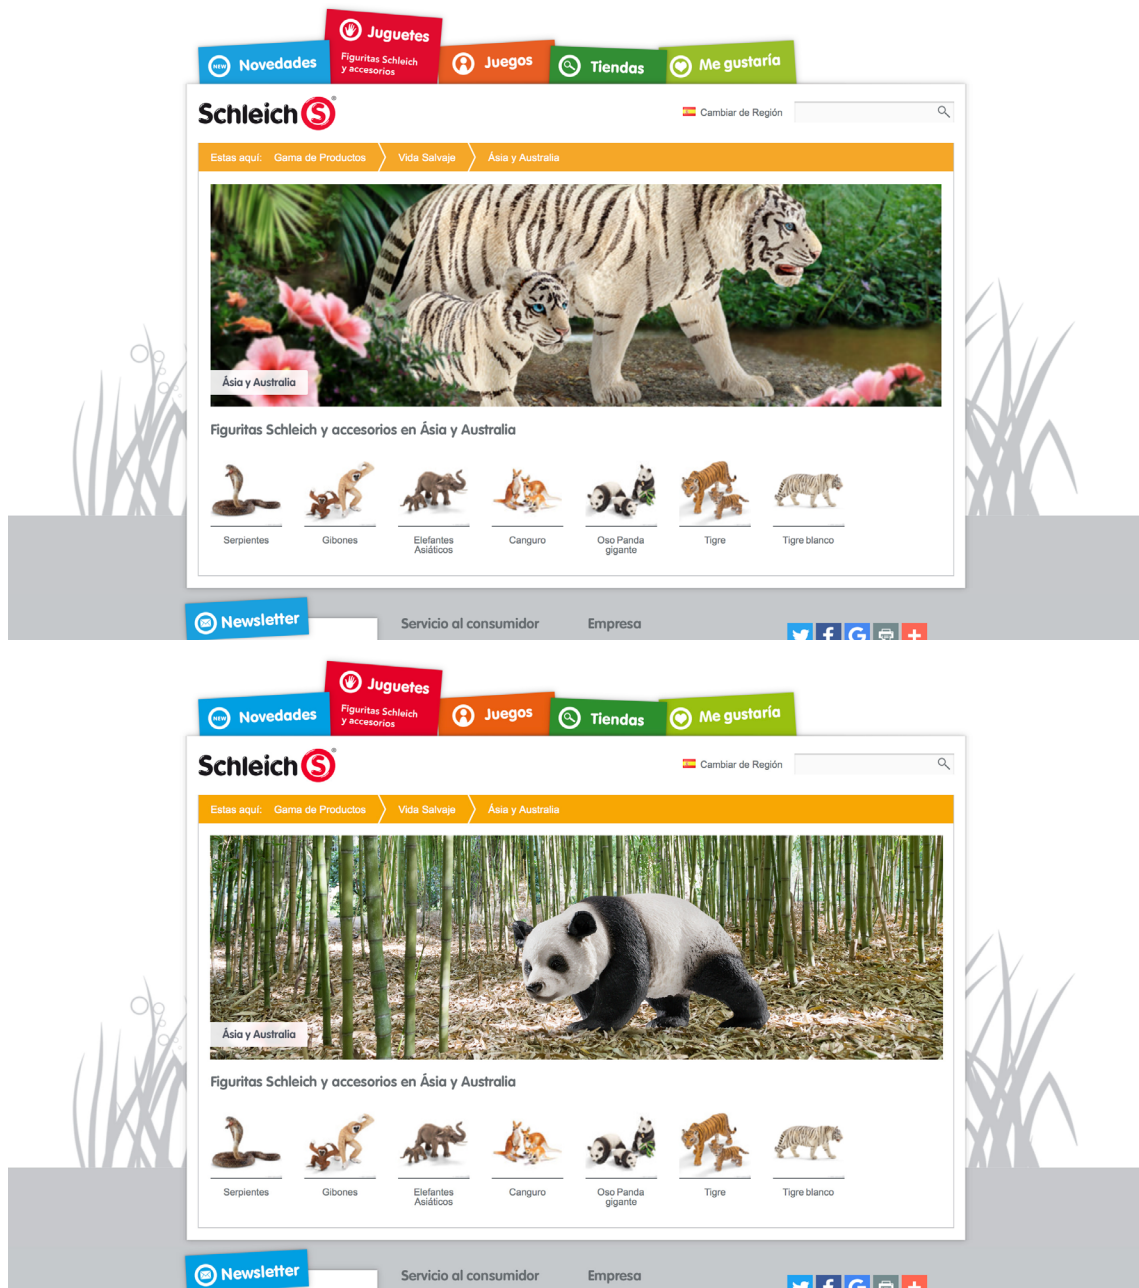 Juguetes
Figuritas Schleich
y accesorios
NEW Novedades
Juegos
Tiendas
Me gustaría
Schleich S®
Cambiar de Región
Estas aquí: Gama de Productos Vida Salvaje Ásia y Australia
Ásia y Australia
Figuritas Schleich y accesorios en Ásia y Australia
Serpientes Gibones Elefantes Asiáticos Canguro Oso Panda gigante Tigre Tigre blanco
Newsletter
Servicio al consumidor
Empresa
Juguetes
Figuritas Schleich
y accesorios
NEW Novedades
Juegos
Tiendas
Me gustaría
Schleich S®
Cambiar de Región
Estas aquí: Gama de Productos Vida Salvaje Ásia y Australia
Ásia y Australia
Figuritas Schleich y accesorios en Ásia y Australia
Serpientes Gibones Elefantes Asiáticos Canguro Oso Panda gigante Tigre Tigre blanco
Newsletter
Servicio al consumidor
Empresa